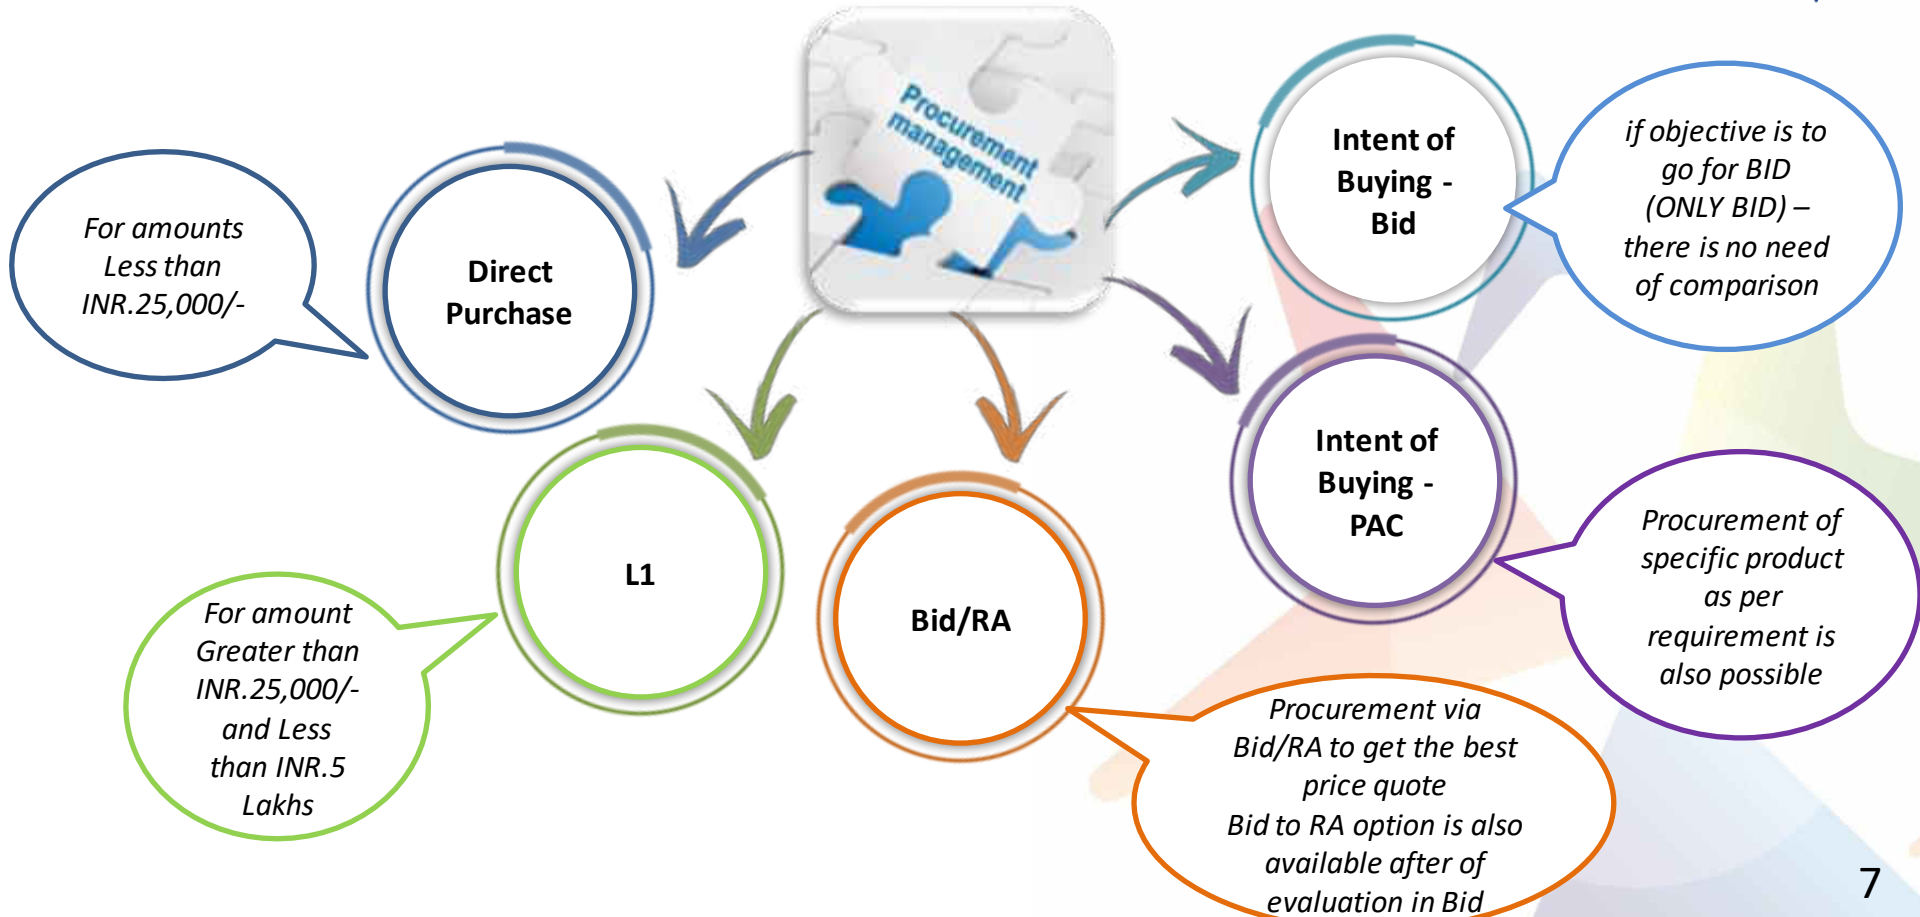 Procurement
management
For amounts
Less than
INR.25,000/-
Direct
Purchase
L1
For amount
Greater than
INR.25,000/-
and Less
than INR.5
Lakhs
Bid/RA
Procurement via
Bid/RA to get the best
price quote
Bid to RA option is also
available after of
evaluation in Bid
Intent of
Buying -
Bid
if objective is to
go for BID
(ONLY BID) –
there is no need
of comparison
Intent of
Buying -
PAC
Procurement of
specific product
as per
requirement is
also possible
7